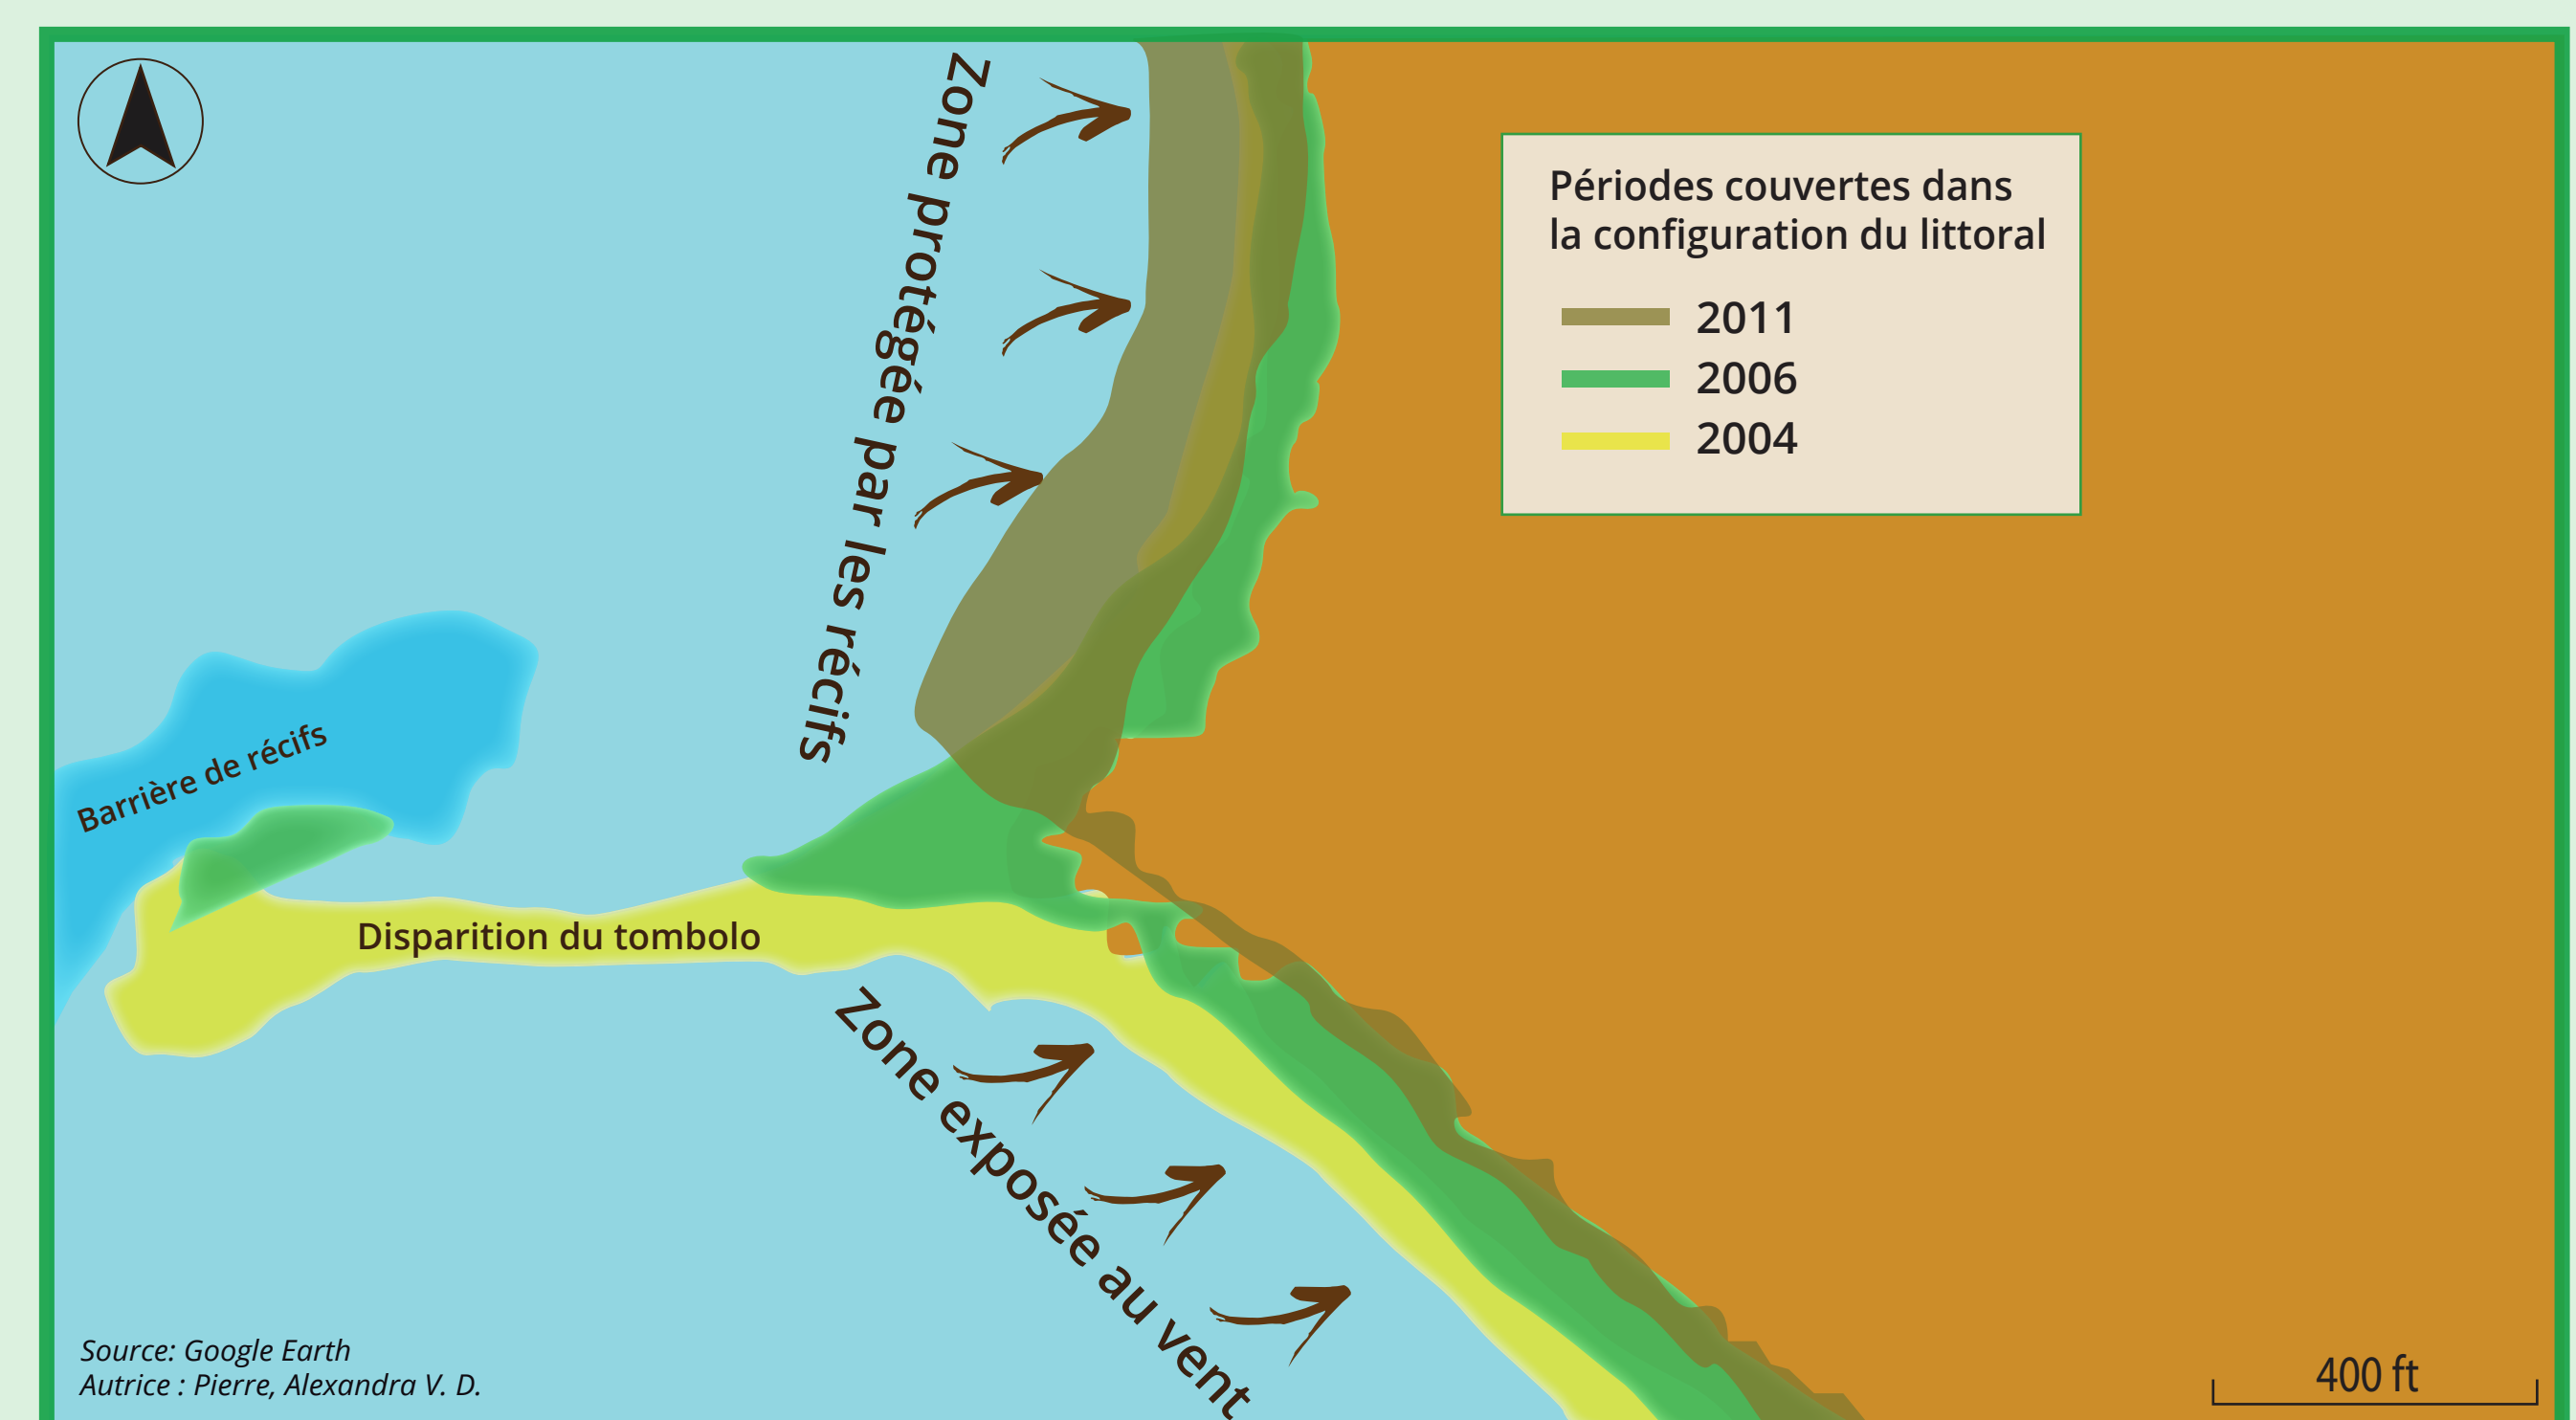 Zone protégée par les récifs
Périodes couvertes dans
la configuration du littoral
2011
2006
2004
Barrière de récifs
Disparition du tombolo
Zone exposée au vent
Source: Google Earth
Autrice : Pierre, Alexandra V. D.
400 ft